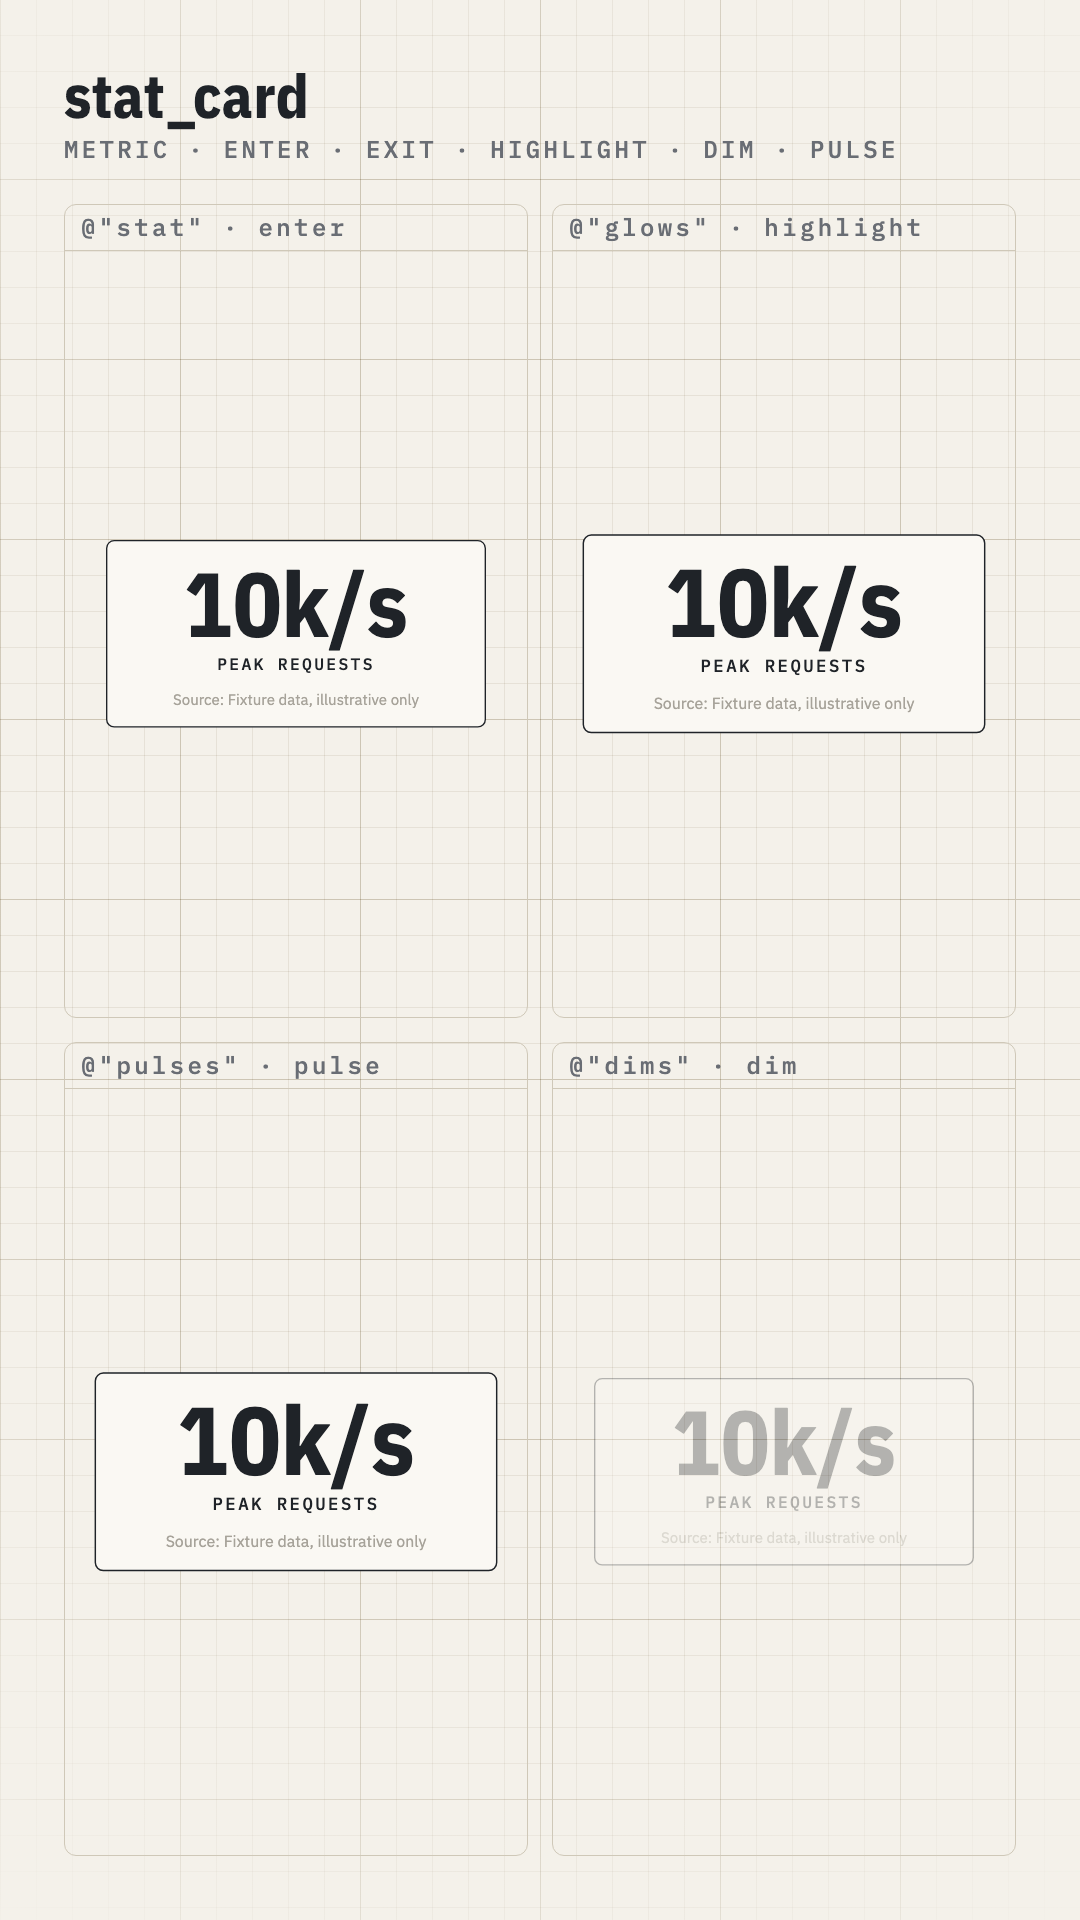 stat_card
METRIC · ENTER · EXIT · HIGHLIGHT · DIM · PULSE
@"stat" · enter
10k/s
PEAK REQUESTS
Source: Fixture data, illustrative only
@"glows" · highlight
10k/s
PEAK REQUESTS
Source: Fixture data, illustrative only
@"pulses" · pulse
10k/s
PEAK REQUESTS
Source: Fixture data, illustrative only
@"dims" · dim
10k/s
PEAK REQUESTS
Source: Fixture data, illustrative only